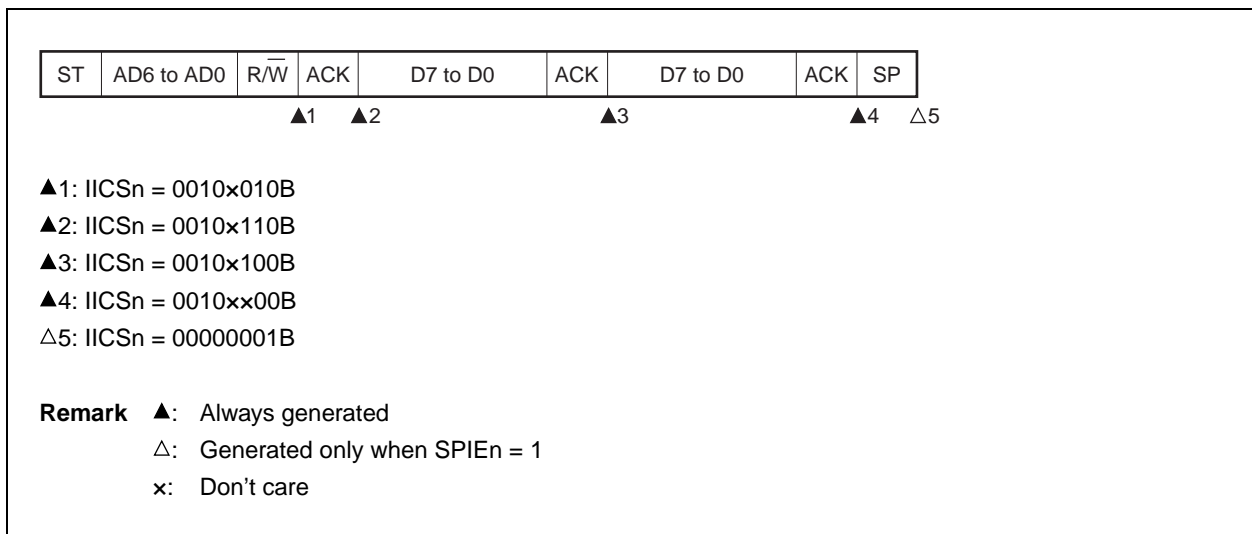 ST AD6 to AD0 R/W̅ ACK D7 to D0 ACK D7 to D0 ACK SP
▲1 ▲2 ▲3 ▲4 △5
▲1: IICSn = 0010×010B
▲2: IICSn = 0010×110B
▲3: IICSn = 0010×100B
▲4: IICSn = 0010××00B
△5: IICSn = 00000001B
Remark ▲: Always generated
△: Generated only when SPIEn = 1
×: Don't care